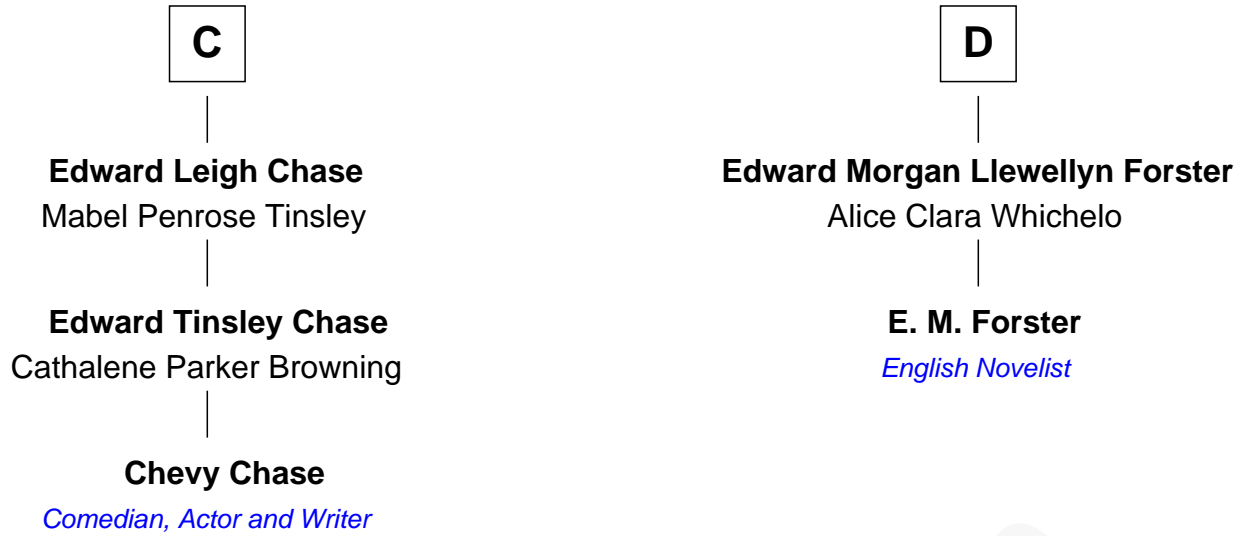 C
Edward Leigh Chase
Mabel Penrose Tinsley
Edward Tinsley Chase
Cathalene Parker Browning
Chevy Chase
Comedian, Actor and Writer
D
Edward Morgan Llewellyn Forster
Alice Clara Whichelo
E. M. Forster
English Novelist